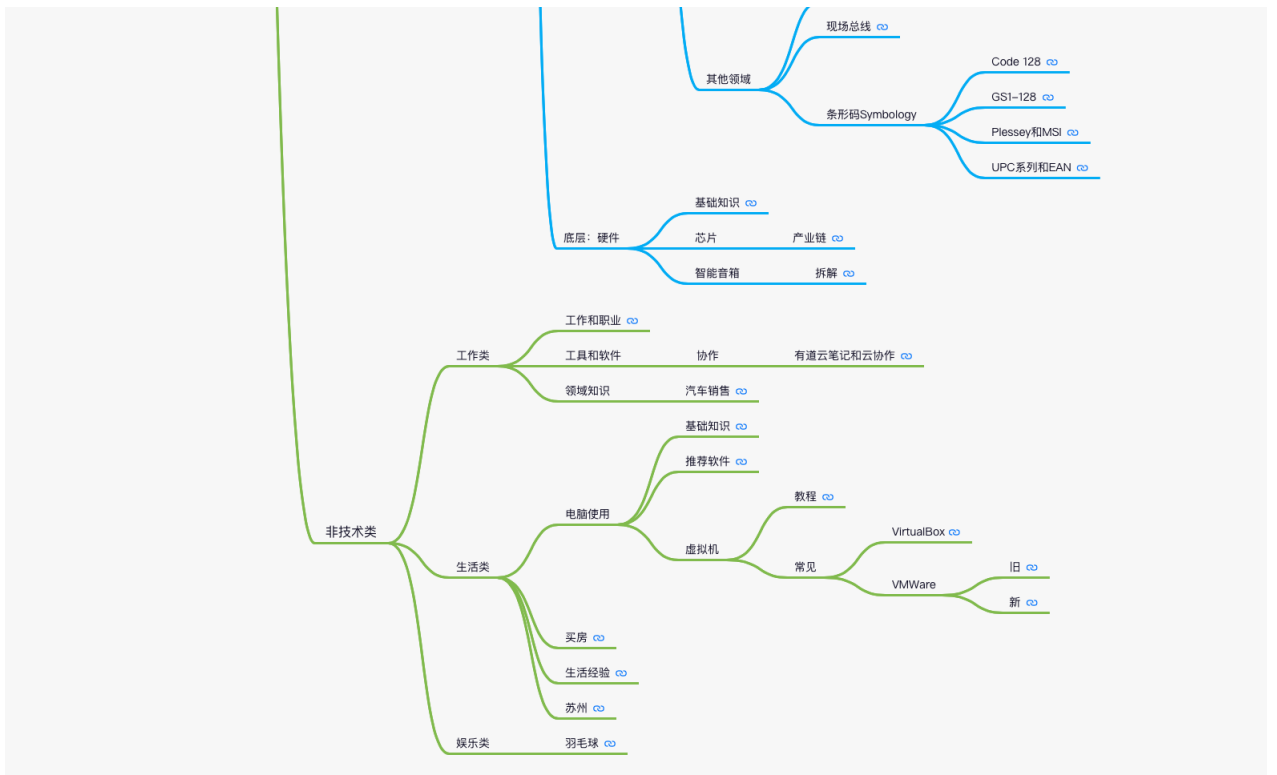 现场总线
其他领域
Code 128
条形码Symbology
GS1-128
Plessey和MSI
UPC系列和EAN
基础知识
底层：硬件
芯片
产业链
智能音箱
拆解
工作和职业
工作类
工具和软件
协作
有道云笔记和云协作
领域知识
汽车销售
基础知识
推荐软件
电脑使用
教程
非技术类
虚拟机
VirtualBox
生活类
常见
旧
VMWare
新
买房
生活经验
苏州
娱乐类
羽毛球